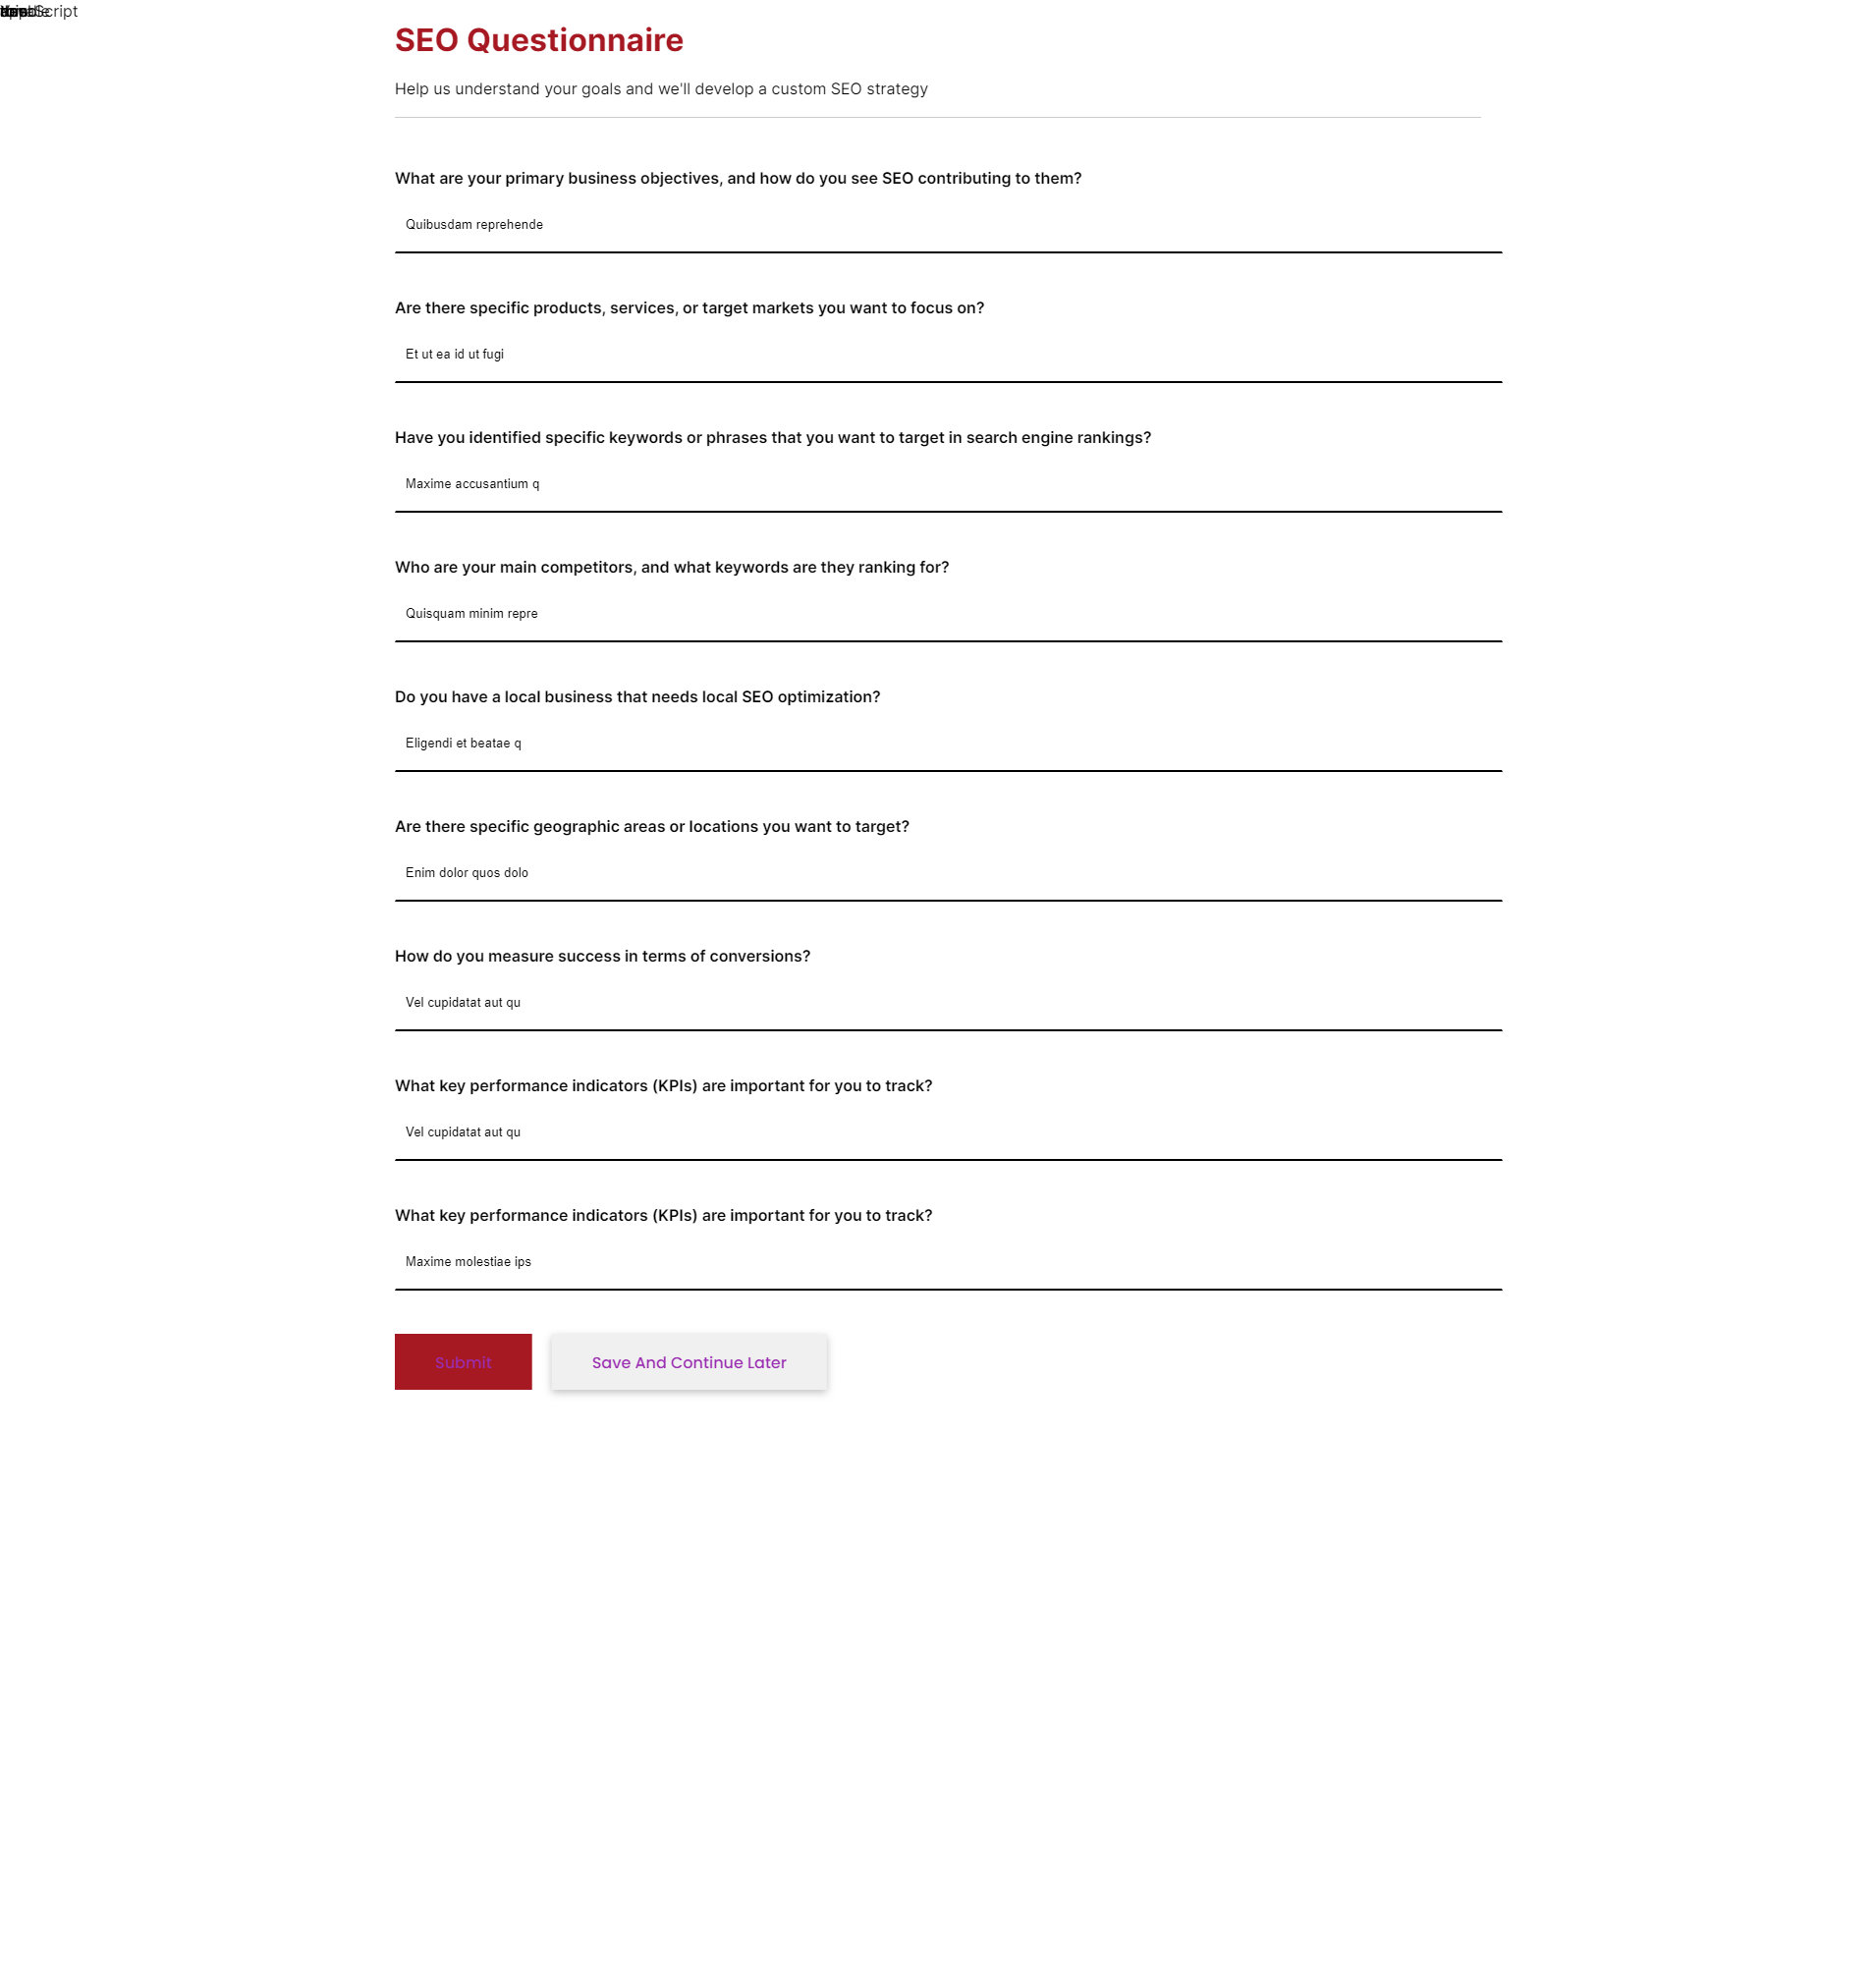 SEO Questionnaire
Help us understand your goals and we'll develop a custom SEO strategy
What are your primary business objectives, and how do you see SEO contributing to them?
Quibusdam reprehende
Are there specific products, services, or target markets you want to focus on?
Et ut ea id ut fugi
Have you identified specific keywords or phrases that you want to target in search engine rankings?
Maxime accusantium q
Who are your main competitors, and what keywords are they ranking for?
Quisquam minim repre
Do you have a local business that needs local SEO optimization?
Eligendi et beatae q
Are there specific geographic areas or locations you want to target?
Enim dolor quos dolo
How do you measure success in terms of conversions?
Vel cupidatat aut qu
What key performance indicators (KPIs) are important for you to track?
Vel cupidatat aut qu
What key performance indicators (KPIs) are important for you to track?
Maxime molestiae ips
Submit
Save And Continue Later